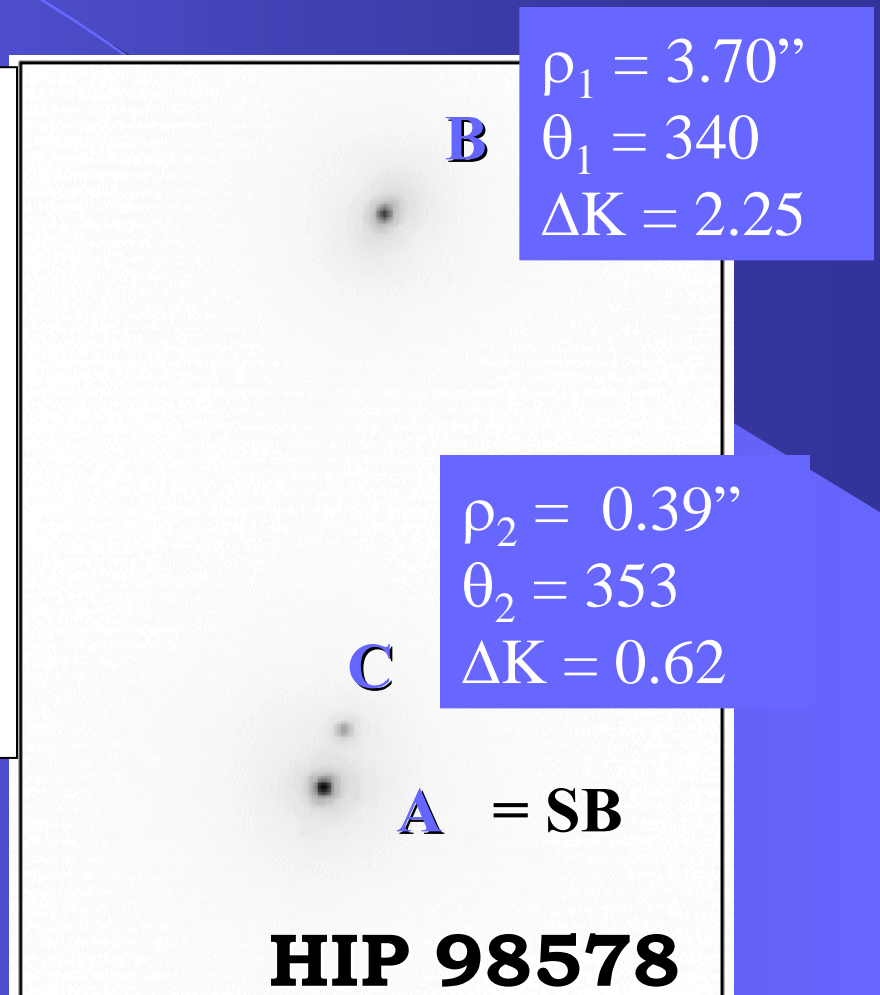 ρ₁ = 3.70”
θ₁ = 340
ΔK = 2.25
B
ρ₂ = 0.39”
θ₂ = 353
ΔK = 0.62
C
A = SB
HIP 98578